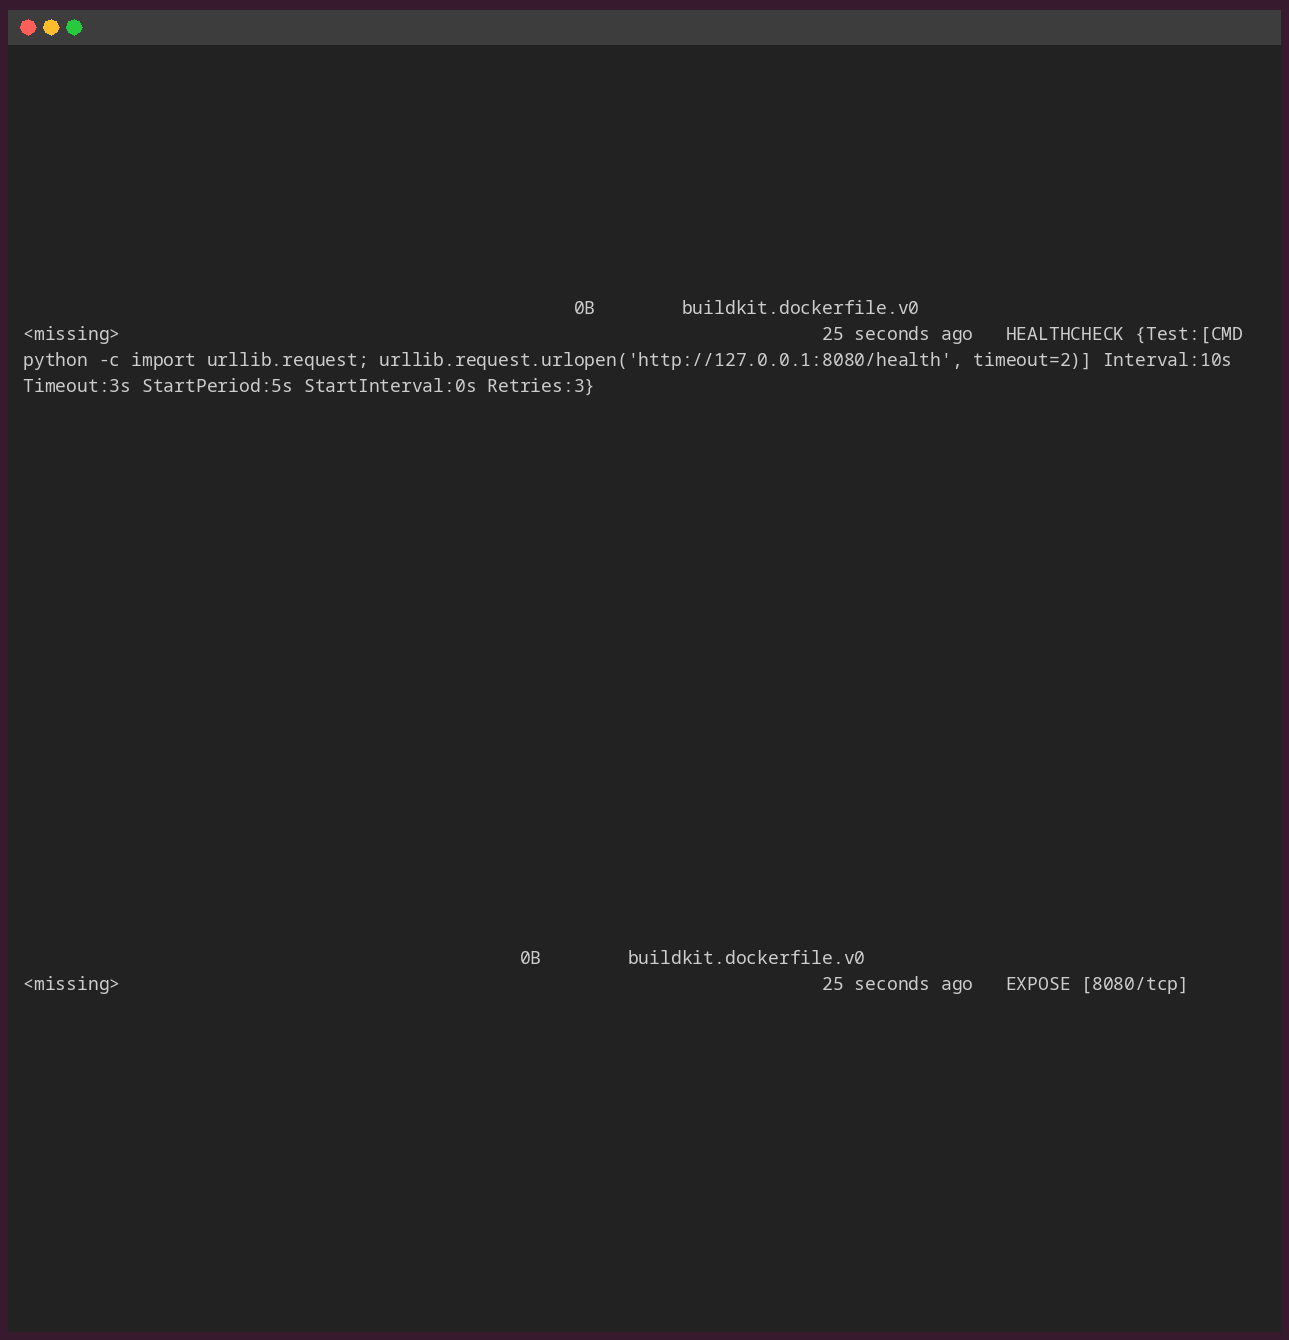 0B        buildkit.dockerfile.v0
<missing>                                                                 25 seconds ago   HEALTHCHECK {Test:[CMD
python -c import urllib.request; urllib.request.urlopen('http://127.0.0.1:8080/health', timeout=2)] Interval:10s
Timeout:3s StartPeriod:5s StartInterval:0s Retries:3}
0B        buildkit.dockerfile.v0
<missing>                                                                 25 seconds ago   EXPOSE [8080/tcp]